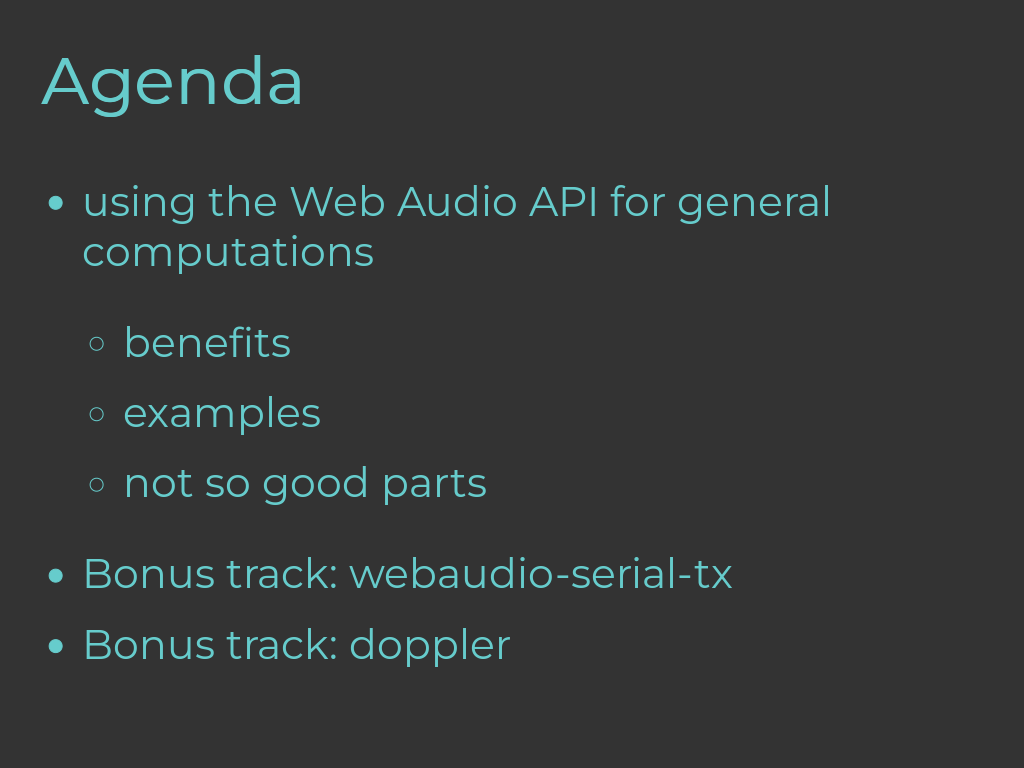 Agenda
• using the Web Audio API for general
computations
◦ benefits
◦ examples
◦ not so good parts
• Bonus track: webaudio-serial-tx
• Bonus track: doppler